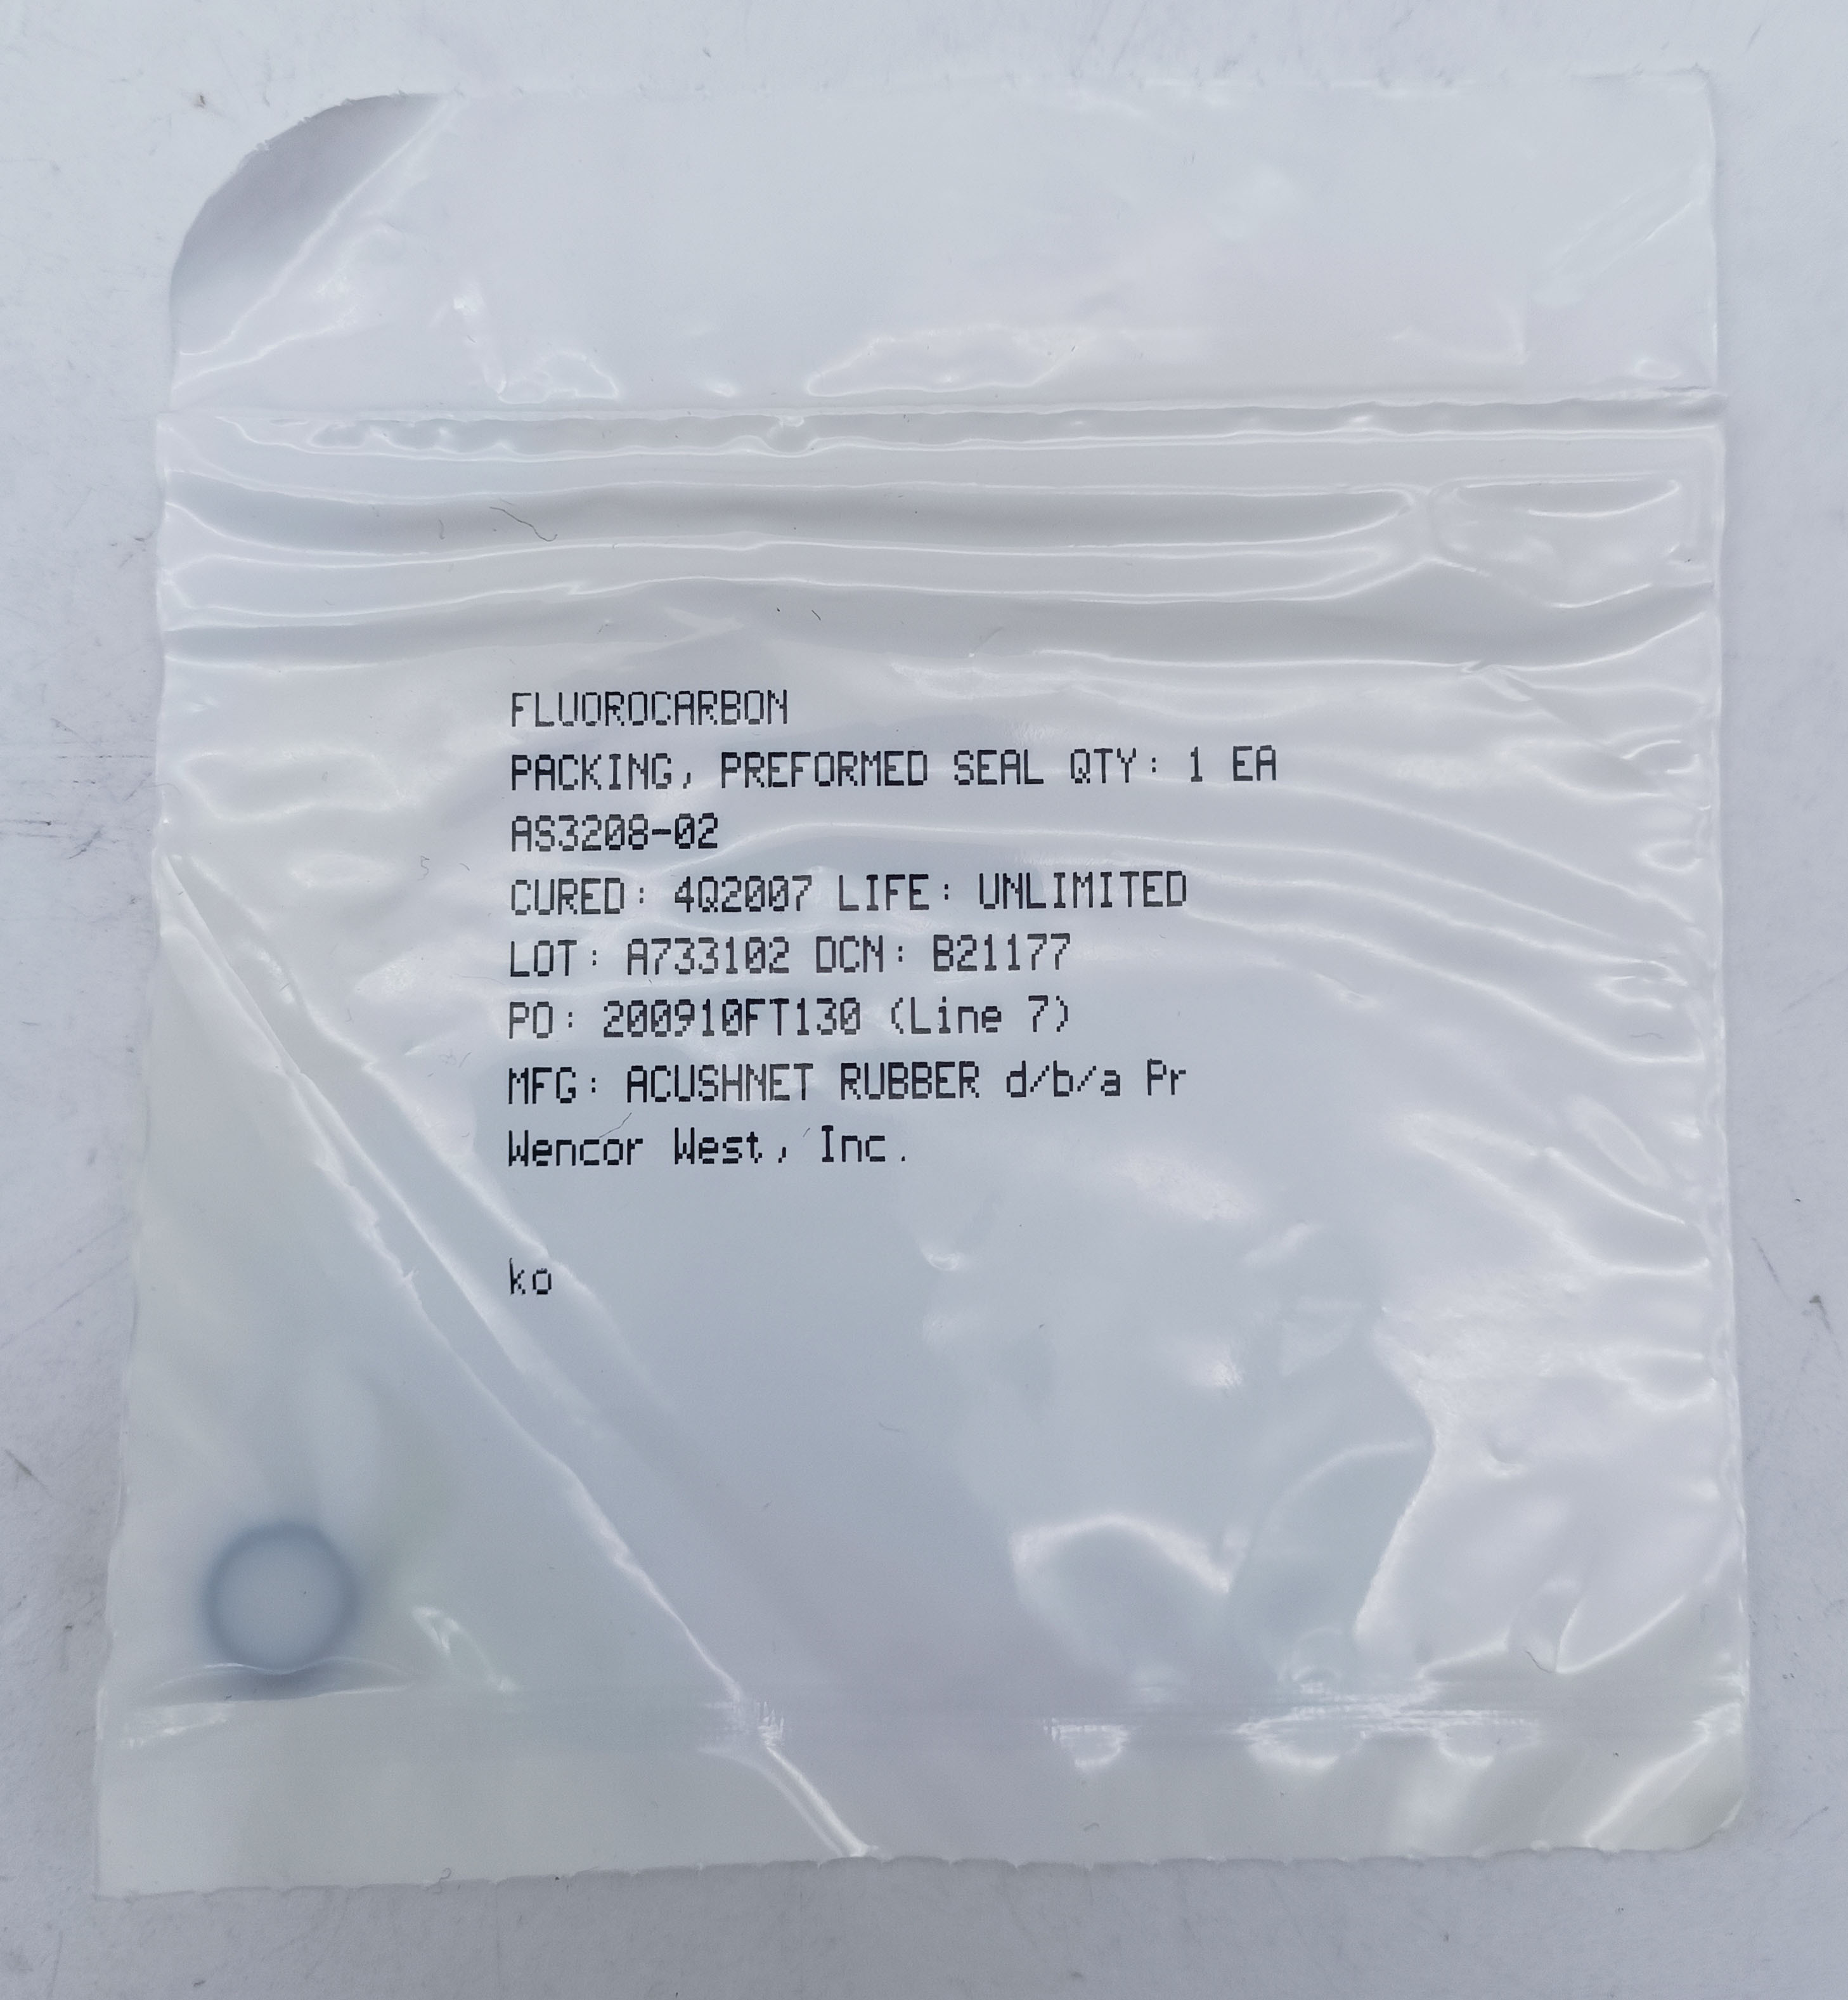 FLUOROCARBON
PACKING, PREFORMED SEAL QTY: 1 EA
AS3208-02
CURED: 4Q2007 LIFE: UNLIMITED
LOT: A733102 DCN: B21177
PO: 200910FT130 (Line 7)
MFG: ACUSHNET RUBBER d/b/a Pr
Wencor West, Inc.
ko